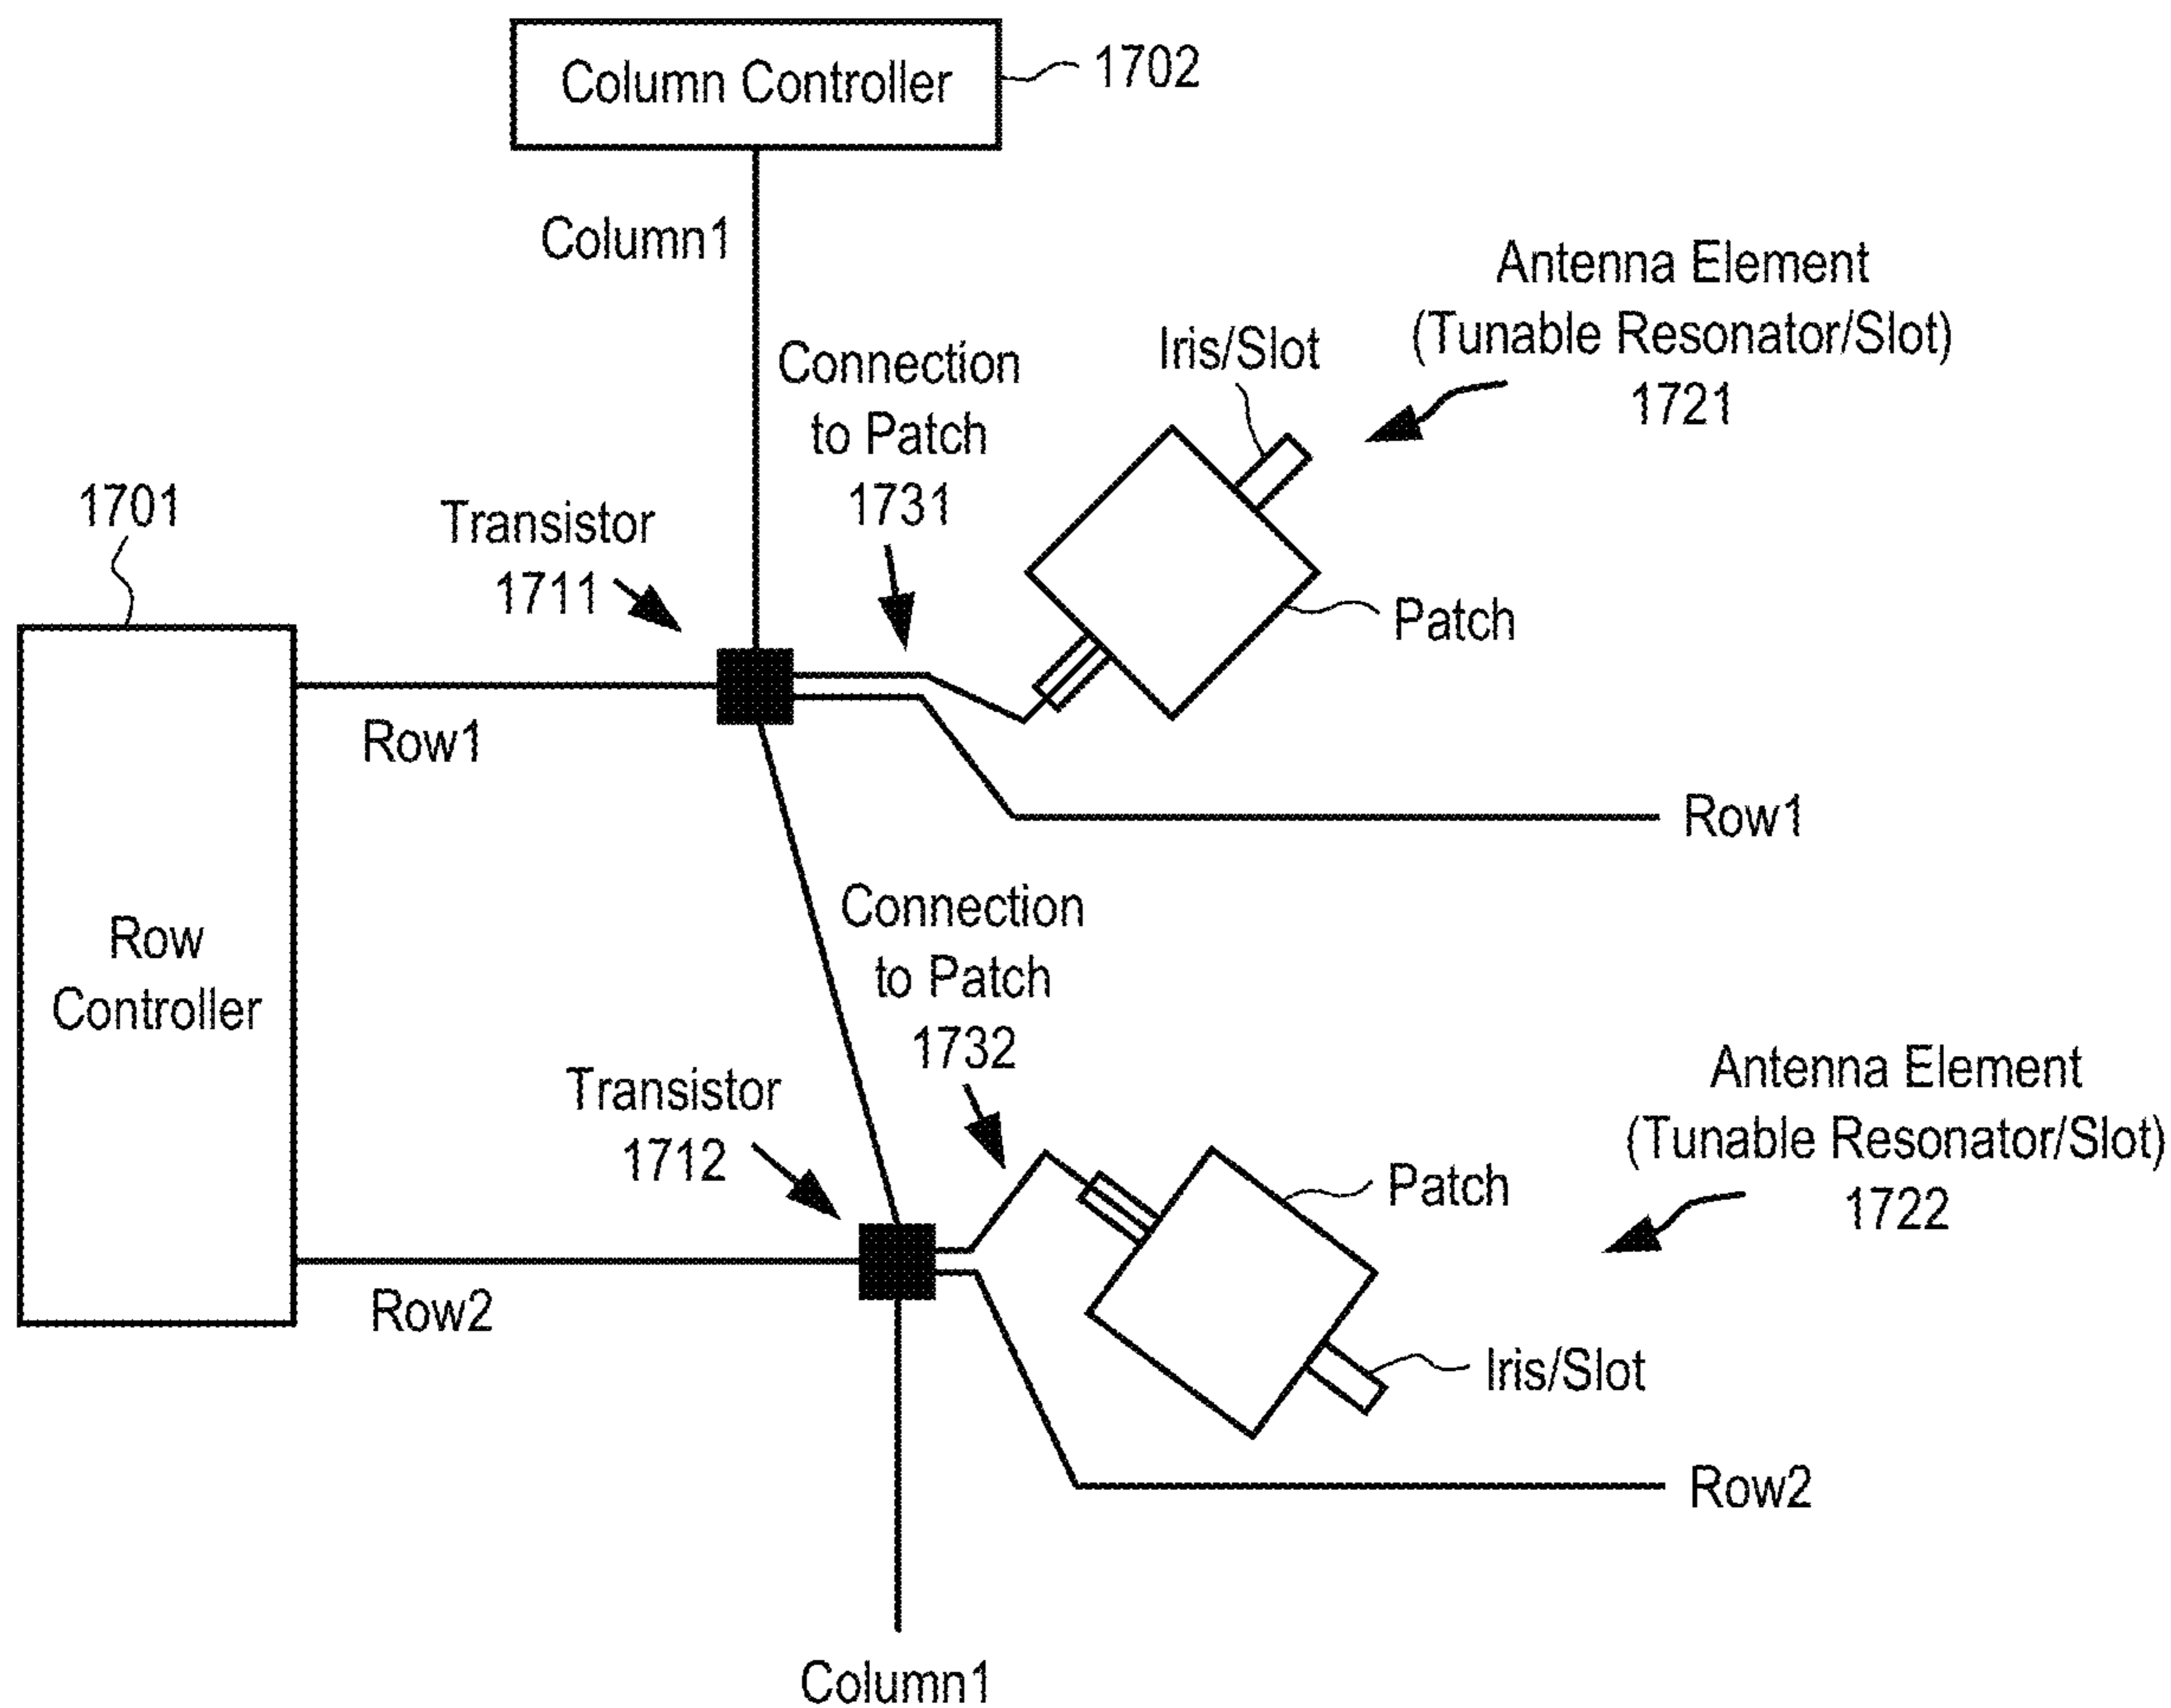 Column Controller
1702
Column1
Antenna Element
(Tunable Resonator/Slot)
1721
Iris/Slot
Connection
to Patch
1731
1701
Transistor
1711
Patch
Row1
Row1
Row
Controller
Connection
to Patch
1732
Transistor
1712
Antenna Element
(Tunable Resonator/Slot)
1722
Patch
Row2
Iris/Slot
Row2
Column1